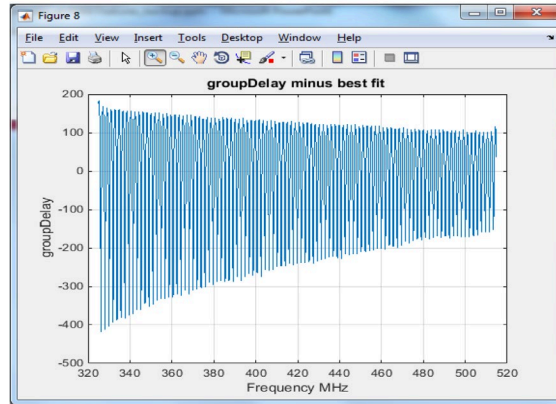 Figure 8
File Edit View Insert Tools Desktop Window Help
groupDelay minus best fit
200
100
0
-100
-200
-300
-400
-500
groupDelay
320 340 360 380 400 420 440 460 480 500 520
Frequency MHz